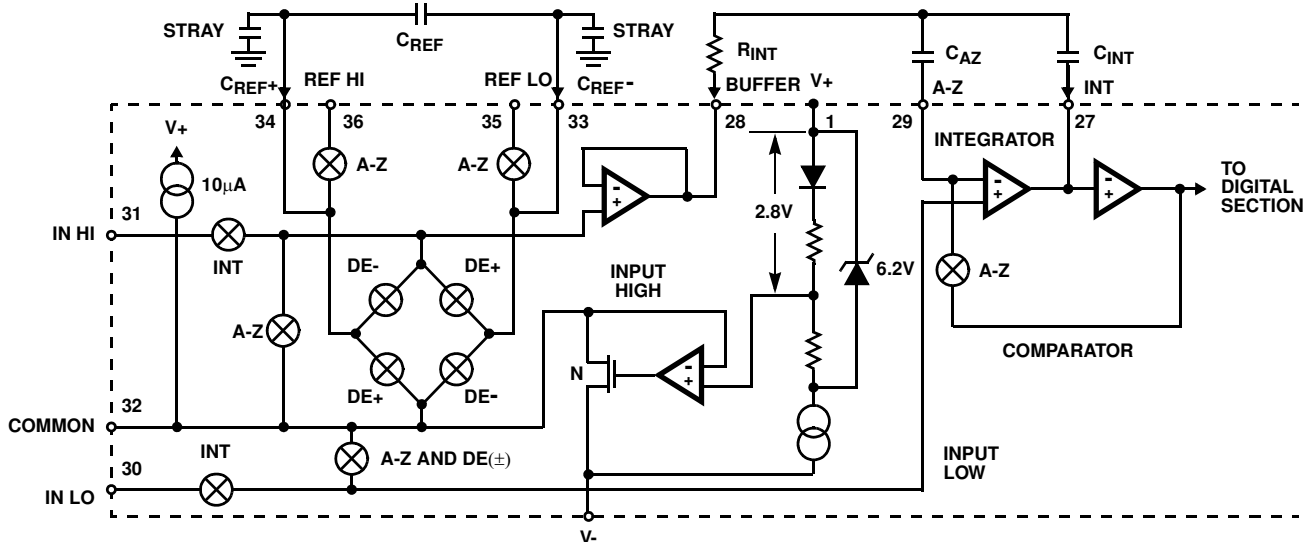 STRAY
CREF
STRAY
RINT
CAZ
CINT
CREF+
REF HI
REF LO
CREF-
BUFFER
V+
A-Z
INT
34
36
35
33
28
1
29
27
V+
10μA
A-Z
A-Z
-
+
2.8V
6.2V
INTEGRATOR
-
+
TO
DIGITAL
SECTION
31
IN HI
INT
DE-
DE+
INPUT
HIGH
A-Z
A-Z
COMPARATOR
DE+
DE-
N
-
+
32
COMMON
INT
A-Z AND DE(±)
30
IN LO
INPUT
LOW
V-